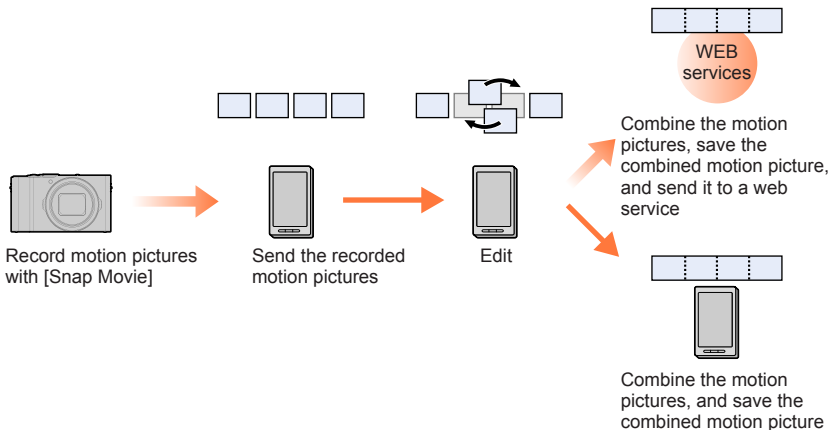 Record motion pictures
with [Snap Movie]
Send the recorded
motion pictures
Edit
WEB
services
Combine the motion
pictures, save the
combined motion picture,
and send it to a web
service
Combine the motion
pictures, and save the
combined motion picture